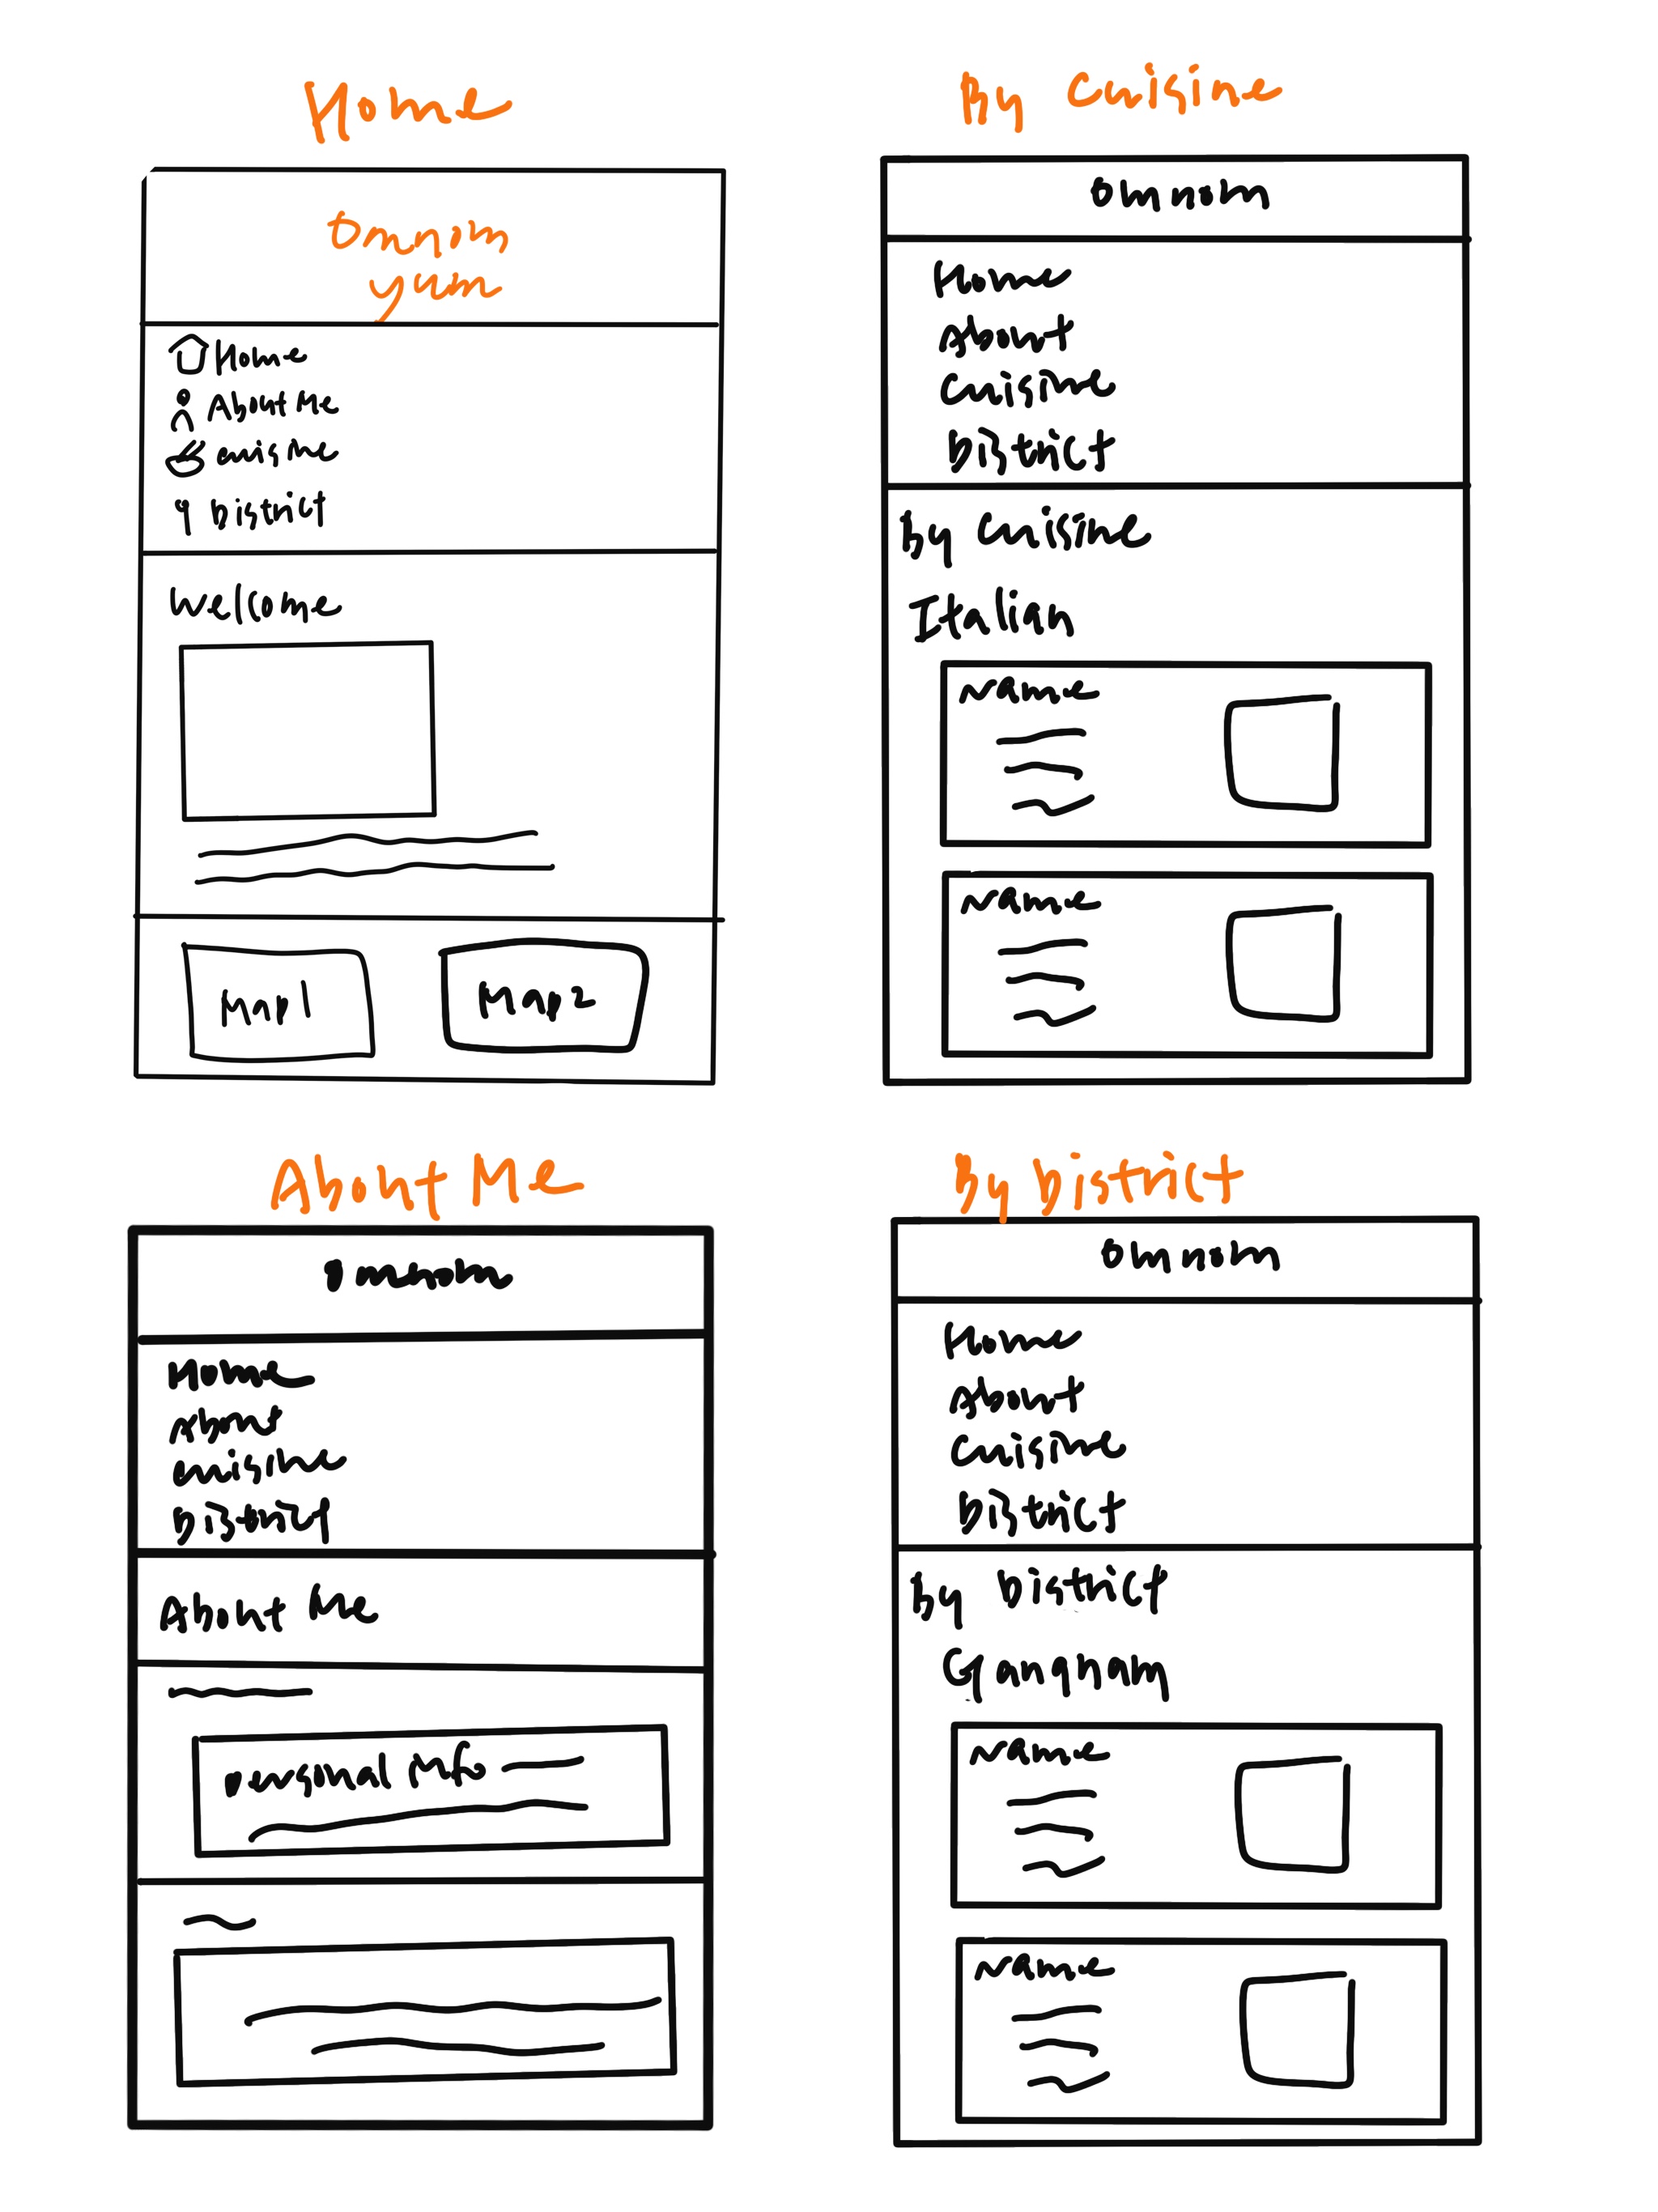 Home
omnom
yum
Home
About Me
cuisine
District
Welcome
Map1
Map2
By Cuisine
omnom
Home
About
Cuisine
District
By Cuisine
Italian
Name
Name
About Me
omnom
Home
About
cuisine
District
About Me
personal info
By District
omnom
Home
About
Cuisine
District
By District
Gangnam
Name
Name